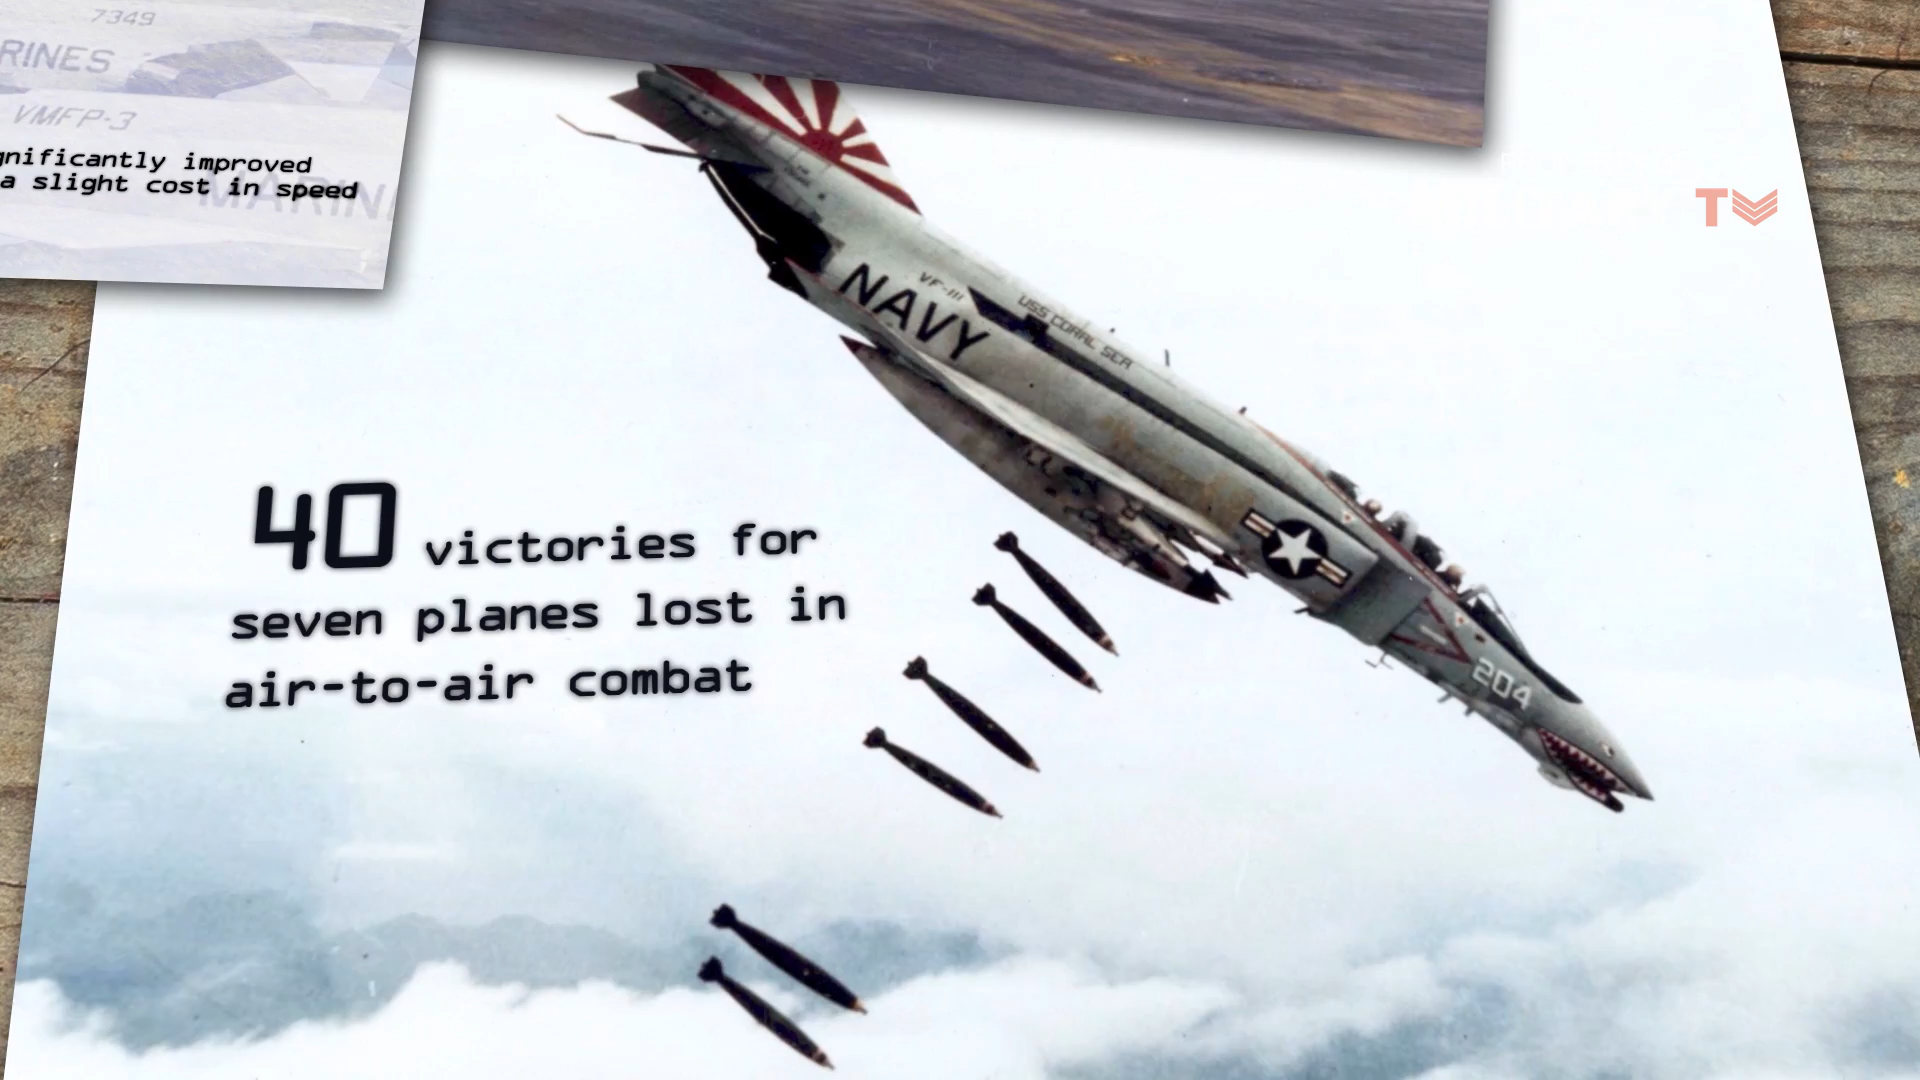 7349
RINES
VMFP-3
gnificantly improved
a slight cost in speed
MARIN
NAVY
VF-111
USS CORAL SEA
204
40 victories for
seven planes lost in
air-to-air combat
T